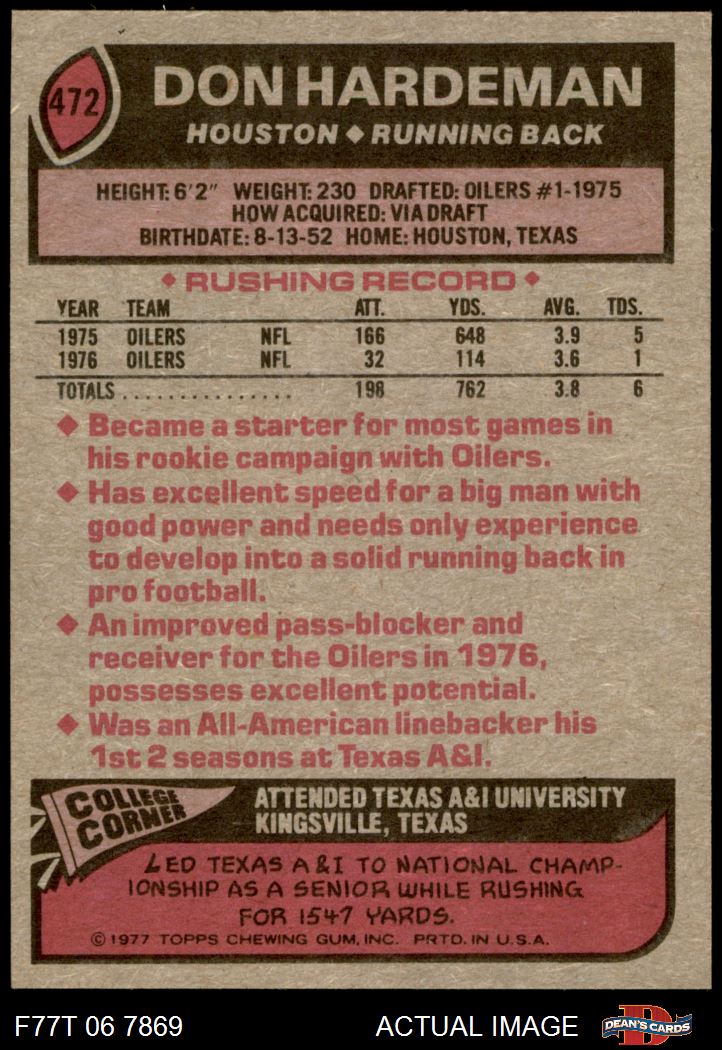 472
DON HARDEMAN
HOUSTON ◆ RUNNING BACK
HEIGHT: 6'2" WEIGHT: 230 DRAFTED: OILERS #1-1975
HOW ACQUIRED: VIA DRAFT
BIRTHDATE: 8-13-52 HOME: HOUSTON, TEXAS
◆ RUSHING RECORD ◆
YEAR TEAM ATT. YDS. AVG. TDS.
1975 OILERS NFL 166 648 3.9 5
1976 OILERS NFL 32 114 3.6 1
TOTALS ................ 198 762 3.8 6
◆ Became a starter for most games in
his rookie campaign with Oilers.
◆ Has excellent speed for a big man with
good power and needs only experience
to develop into a solid running back in
pro football.
◆ An improved pass-blocker and
receiver for the Oilers in 1976,
possesses excellent potential.
◆ Was an All-American linebacker his
1st 2 seasons at Texas A&I.
COLLEGE
CORNER
ATTENDED TEXAS A&I UNIVERSITY
KINGSVILLE, TEXAS
LED TEXAS A & I TO NATIONAL CHAMP-
IONSHIP AS A SENIOR WHILE RUSHING
FOR 1547 YARDS.
© 1977 TOPPS CHEWING GUM, INC. PRTD. IN U.S.A.
F77T 06 7869 ACTUAL IMAGE
D
DEAN'S CARDS